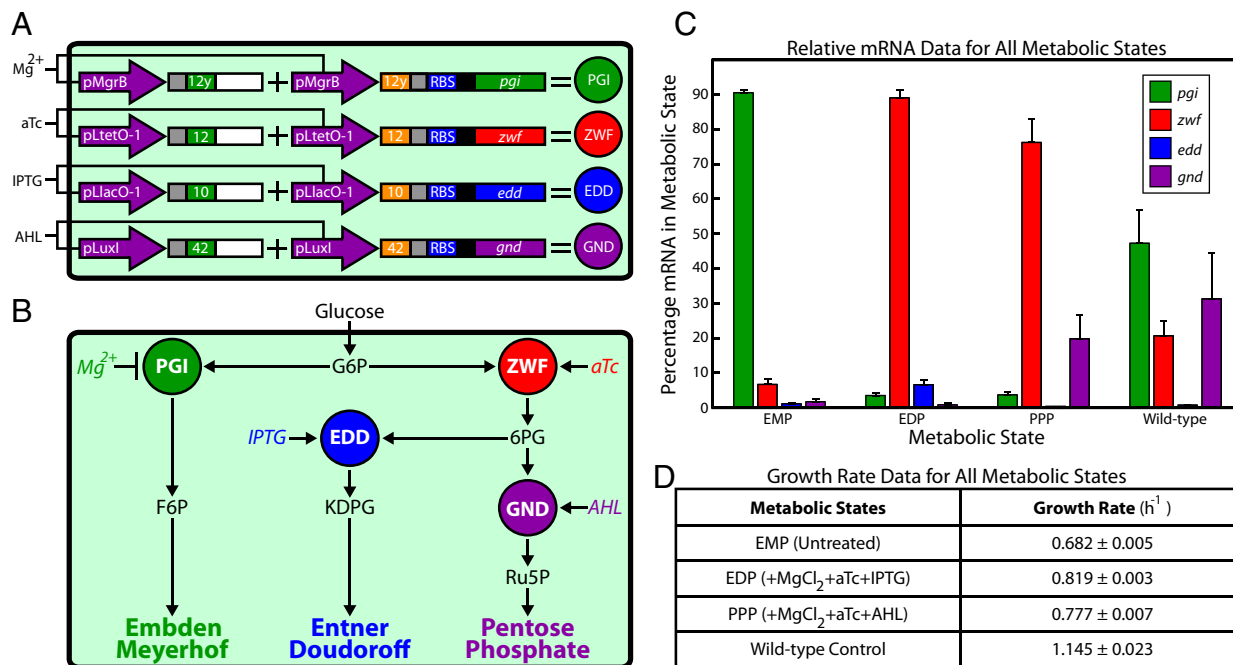 A
Mg2+
pMgrB 12y + pMgrB 12y RBS pgi = PGI
aTc
pLtetO-1 12 + pLtetO-1 12 RBS zwf = ZWF
IPTG
pLlacO-1 10 + pLlacO-1 10 RBS edd = EDD
AHL
pLuxI 42 + pLuxI 42 RBS gnd = GND
B
Glucose
Mg2+ PGI G6P ZWF aTc
IPTG EDD 6PG
F6P KDPG GND AHL
Ru5P
Embden Meyerhof
Entner Doudoroff
Pentose Phosphate
C
Relative mRNA Data for All Metabolic States
Percentage mRNA in Metabolic State
90
80
70
60
50
40
30
20
10
0
pgi
zwf
edd
gnd
EMP EDP PPP Wild-type
Metabolic State
D
Growth Rate Data for All Metabolic States
Metabolic States Growth Rate (h-1)
EMP (Untreated) 0.682 ± 0.005
EDP (+MgCl2+aTc+IPTG) 0.819 ± 0.003
PPP (+MgCl2+aTc+AHL) 0.777 ± 0.007
Wild-type Control 1.145 ± 0.023